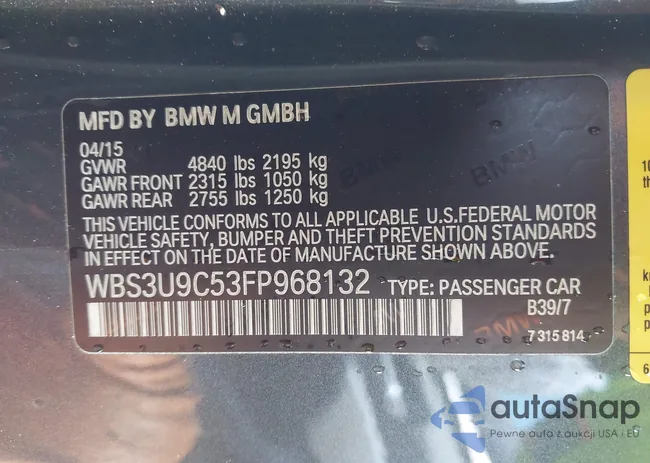 MFD BY BMW M GMBH
04/15
GVWR 4840 lbs 2195 kg
GAWR FRONT 2315 lbs 1050 kg
GAWR REAR 2755 lbs 1250 kg
THIS VEHICLE CONFORMS TO ALL APPLICABLE U.S.FEDERAL MOTOR
VEHICLE SAFETY, BUMPER AND THEFT PREVENTION STANDARDS
IN EFFECT ON THE DATE OF MANUFACTURE SHOWN ABOVE.
WBS3U9C53FP968132 TYPE: PASSENGER CAR
B39/7
7 315 814
BMW
BMW
autaSnap
Pewne auta z aukcji USA i EU